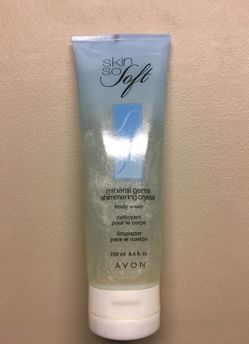 skin
so
Soft
mineral gems
shimmering crystal
body wash
nettoyant
pour le corps
limpiador
para el cuerpo
250 ml 8.4 fl. oz.
AVON